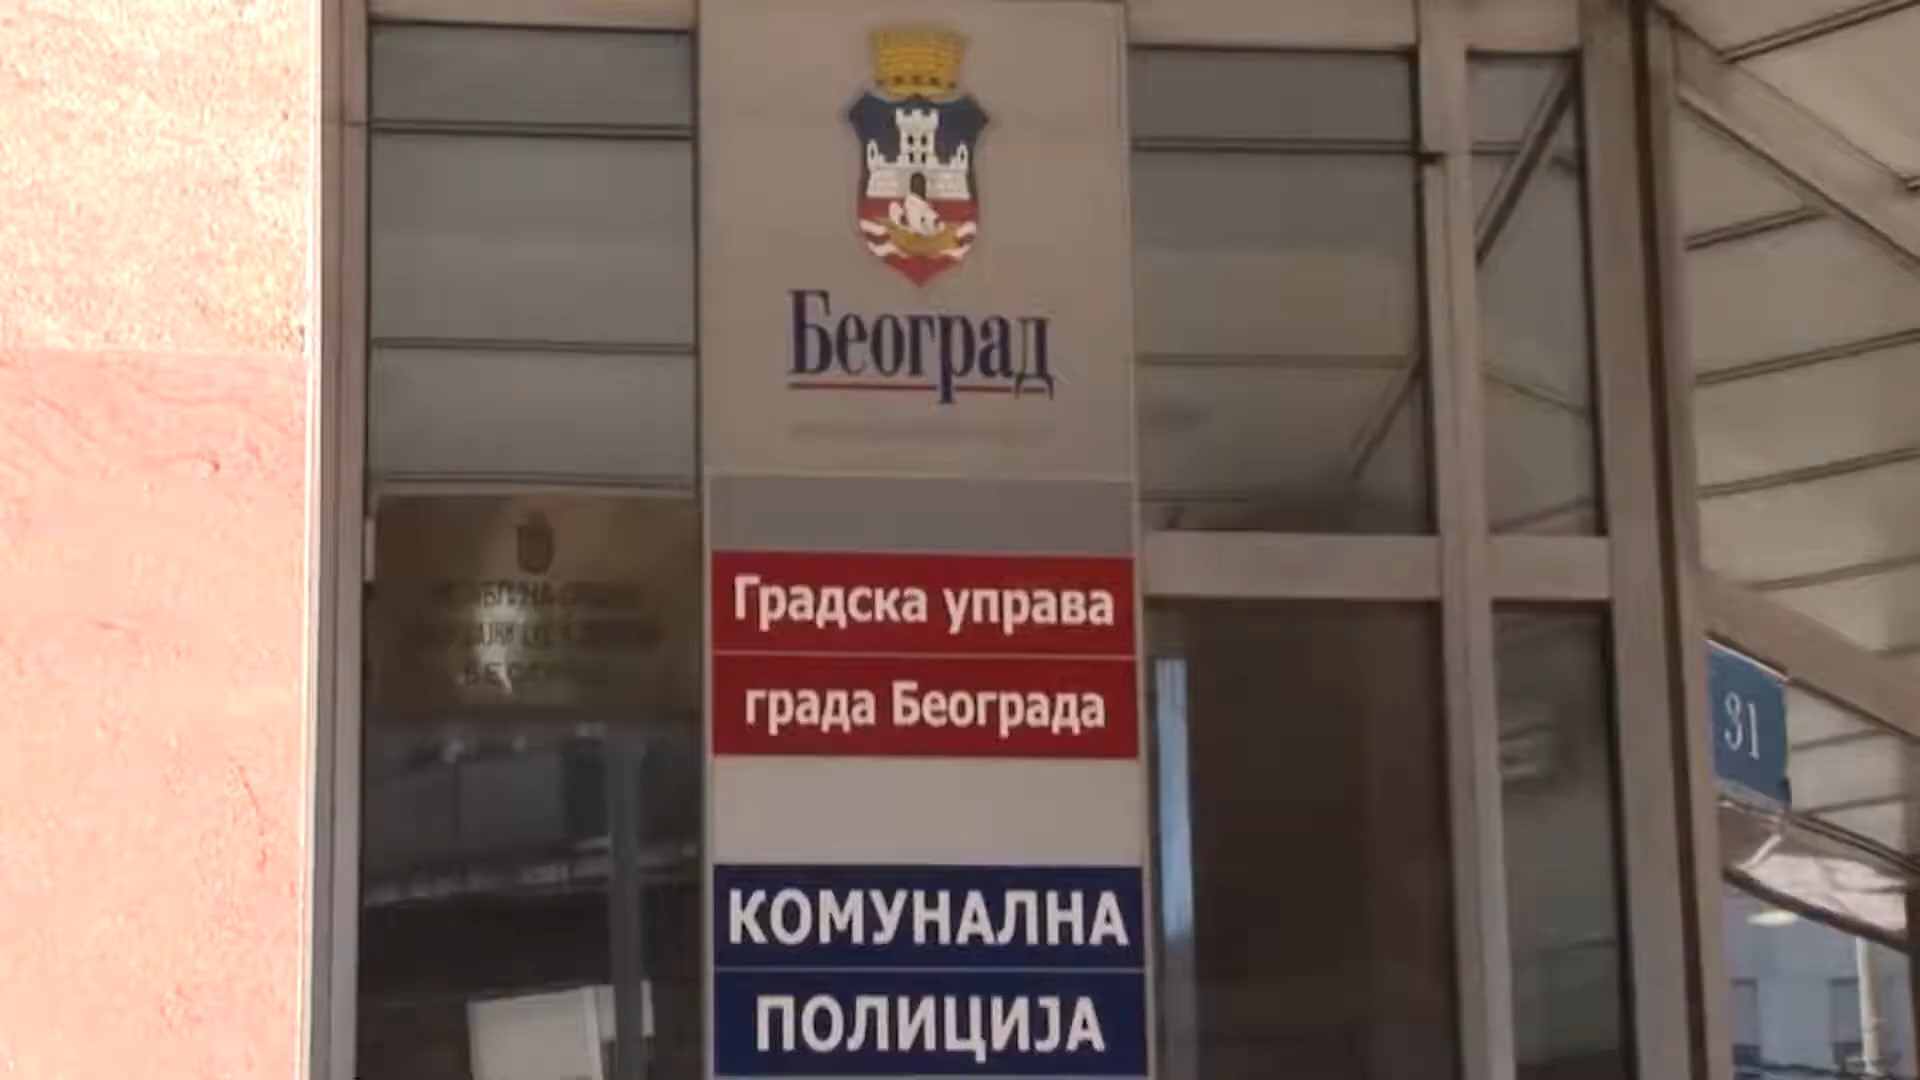 Београд
Градска управа
града Београда
КОМУНАЛНА
ПОЛИЦИЈА
31